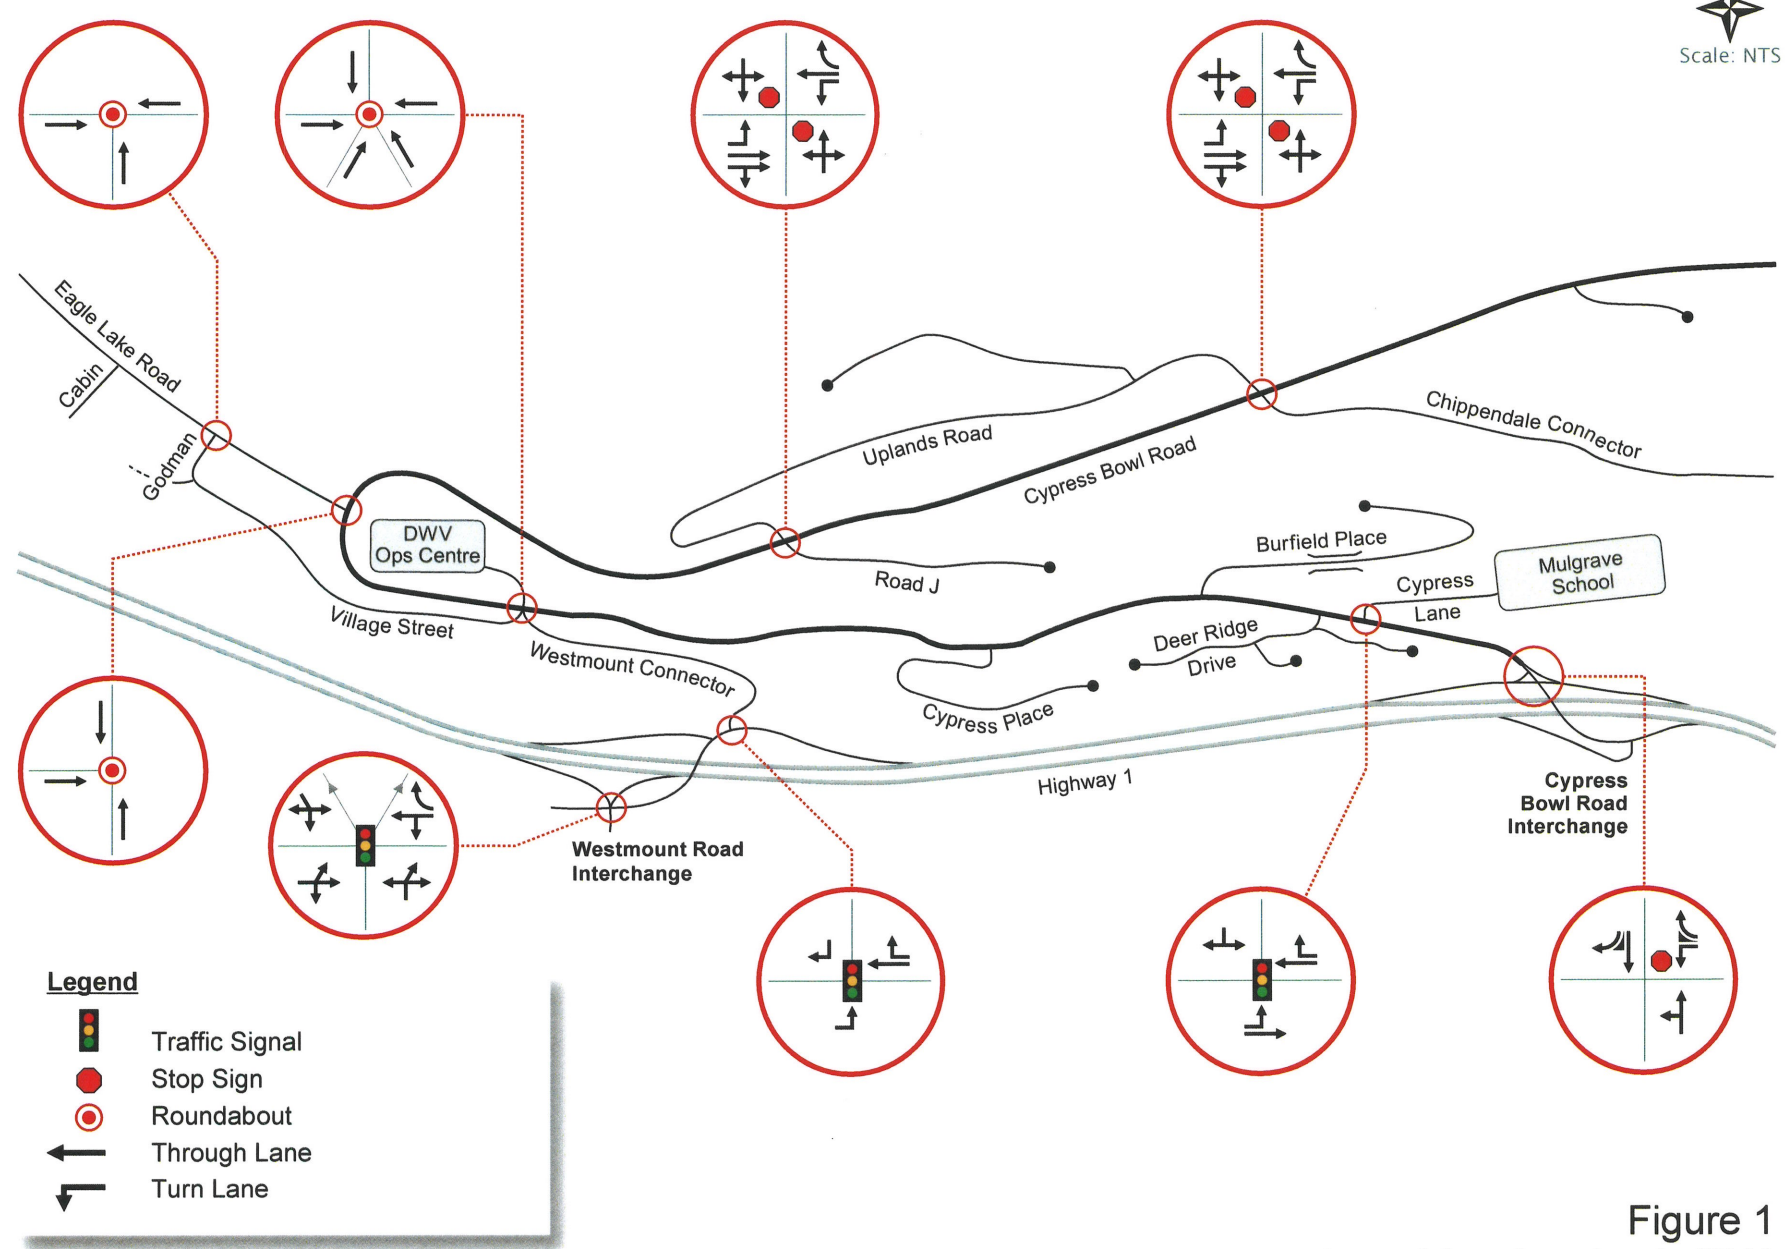 Scale: NTS
Eagle Lake Road
Cabin
Godman
DWV
Ops Centre
Village Street
Westmount Connector
Uplands Road
Cypress Bowl Road
Chippendale Connector
Road J
Burfield Place
Mulgrave
School
Cypress
Lane
Deer Ridge
Drive
Cypress Place
Highway 1
Cypress
Bowl Road
Interchange
Westmount Road
Interchange
Legend
Traffic Signal
Stop Sign
Roundabout
Through Lane
Turn Lane
Figure 1